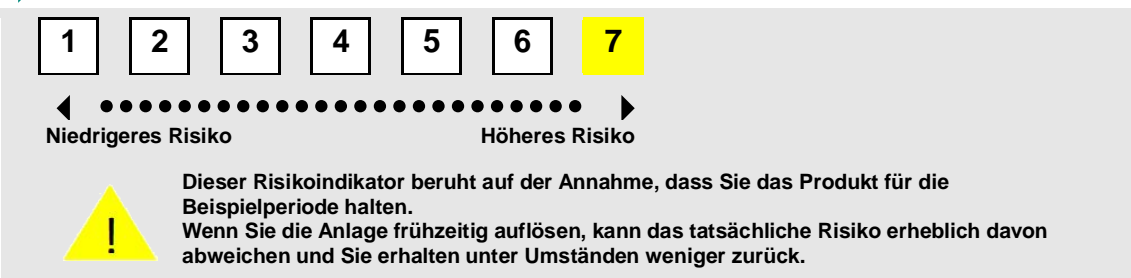 1 2 3 4 5 6 7
Niedrigeres Risiko Höheres Risiko
Dieser Risikoindikator beruht auf der Annahme, dass Sie das Produkt für die
Beispielperiode halten.
! Wenn Sie die Anlage frühzeitig auflösen, kann das tatsächliche Risiko erheblich davon
abweichen und Sie erhalten unter Umständen weniger zurück.